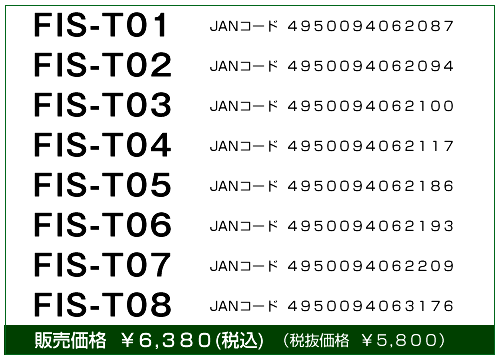 FIS-T01 JANコード 4950094062087
FIS-T02 JANコード 4950094062094
FIS-T03 JANコード 4950094062100
FIS-T04 JANコード 4950094062117
FIS-T05 JANコード 4950094062186
FIS-T06 JANコード 4950094062193
FIS-T07 JANコード 4950094062209
FIS-T08 JANコード 4950094063176
販売価格 ￥6,380(税込) （税抜価格 ￥5,800）